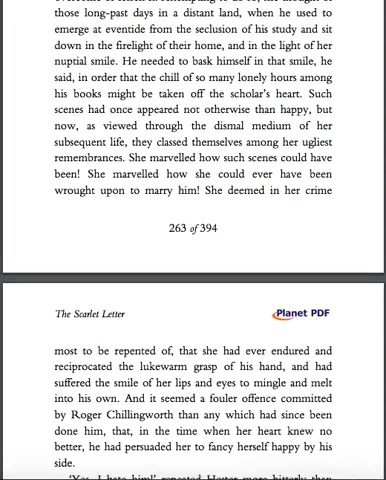 those long-past days in a distant land, when he used to
emerge at eventide from the seclusion of his study and sit
down in the firelight of their home, and in the light of her
nuptial smile. He needed to bask himself in that smile, he
said, in order that the chill of so many lonely hours among
his books might be taken off the scholar's heart. Such
scenes had once appeared not otherwise than happy, but
now, as viewed through the dismal medium of her
subsequent life, they classed themselves among her ugliest
remembrances. She marvelled how such scenes could have
been! She marvelled how she could ever have been
wrought upon to marry him! She deemed in her crime
263 of 394
The Scarlet Letter
Planet PDF
most to be repented of, that she had ever endured and
reciprocated the lukewarm grasp of his hand, and had
suffered the smile of her lips and eyes to mingle and melt
into his own. And it seemed a fouler offence committed
by Roger Chillingworth than any which had since been
done him, that, in the time when her heart knew no
better, he had persuaded her to fancy herself happy by his
side.
'Yes, I hate him!' repeated Hester more bitterly than